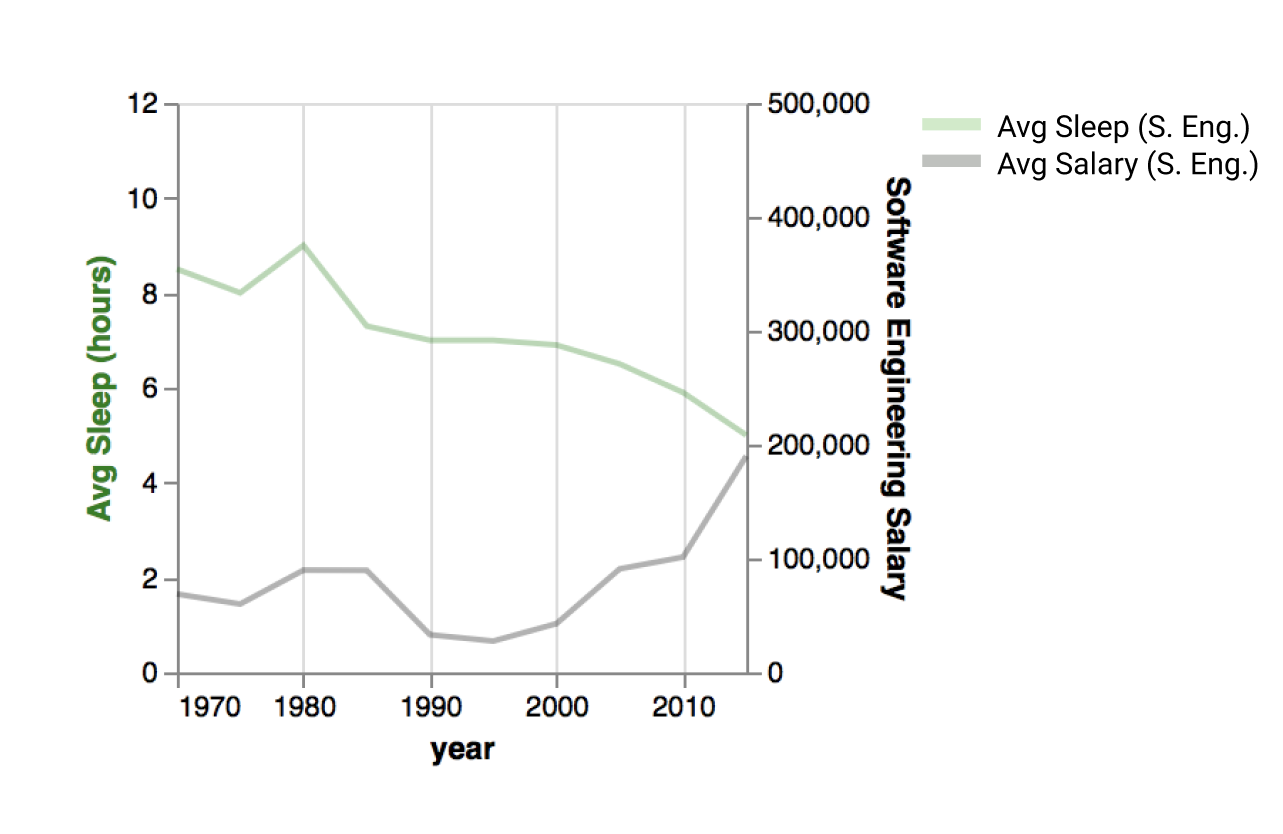 12
10
8
6
4
2
0
Avg Sleep (hours)
1970 1980 1990 2000 2010
year
500,000
400,000
300,000
200,000
100,000
0
Software Engineering Salary
Avg Sleep (S. Eng.)
Avg Salary (S. Eng.)